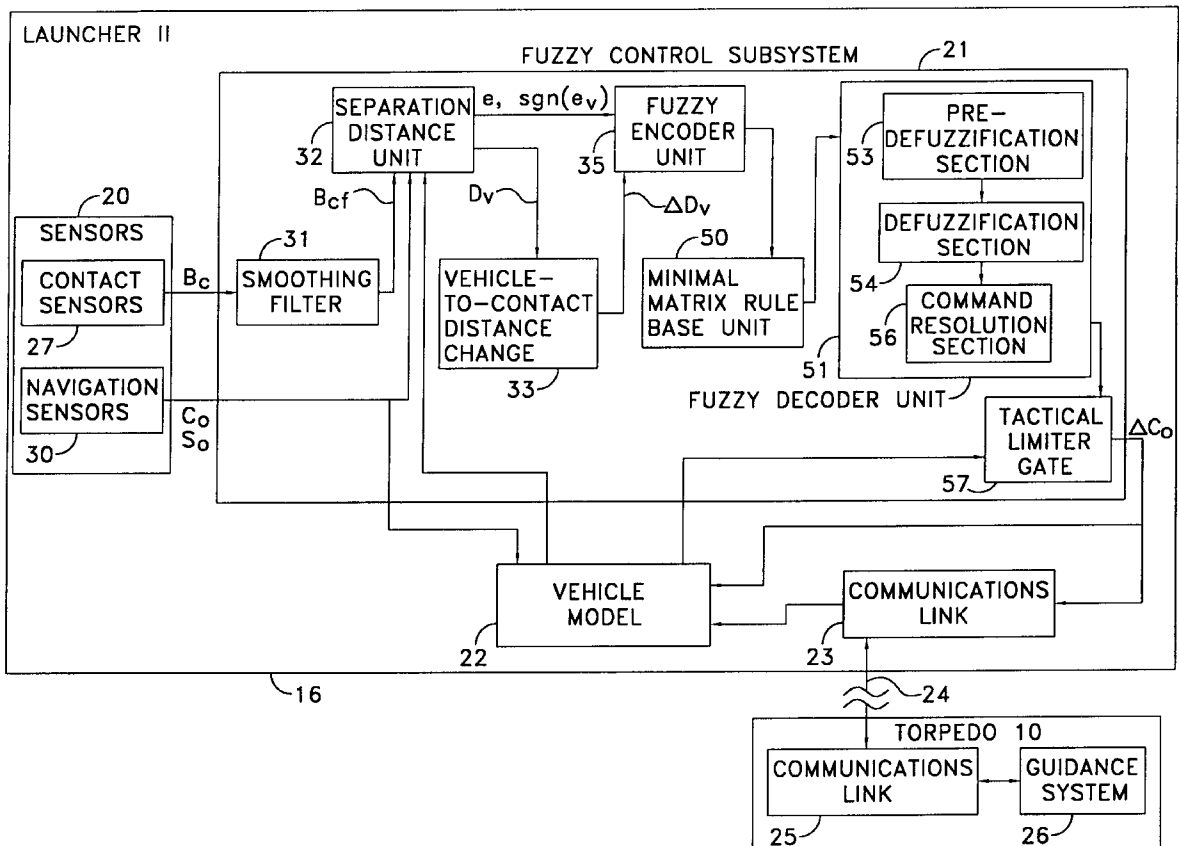 LAUNCHER II
FUZZY CONTROL SUBSYSTEM
21
SEPARATION
DISTANCE
UNIT
32
e, sgn(ev)
FUZZY
ENCODER
UNIT
35
PRE-
DEFUZZIFICATION
SECTION
53
Bcf
Dv
ΔDv
20
SENSORS
CONTACT
SENSORS
27
Bc
31
SMOOTHING
FILTER
VEHICLE-
TO-CONTACT
DISTANCE
CHANGE
33
50
MINIMAL
MATRIX RULE
BASE UNIT
DEFUZZIFICATION
SECTION
54
COMMAND
RESOLUTION
SECTION
56
51
FUZZY DECODER UNIT
NAVIGATION
SENSORS
30
Co
So
TACTICAL
LIMITER
GATE
57
ΔCo
VEHICLE
MODEL
22
COMMUNICATIONS
LINK
23
16
24
TORPEDO 10
COMMUNICATIONS
LINK
25
GUIDANCE
SYSTEM
26